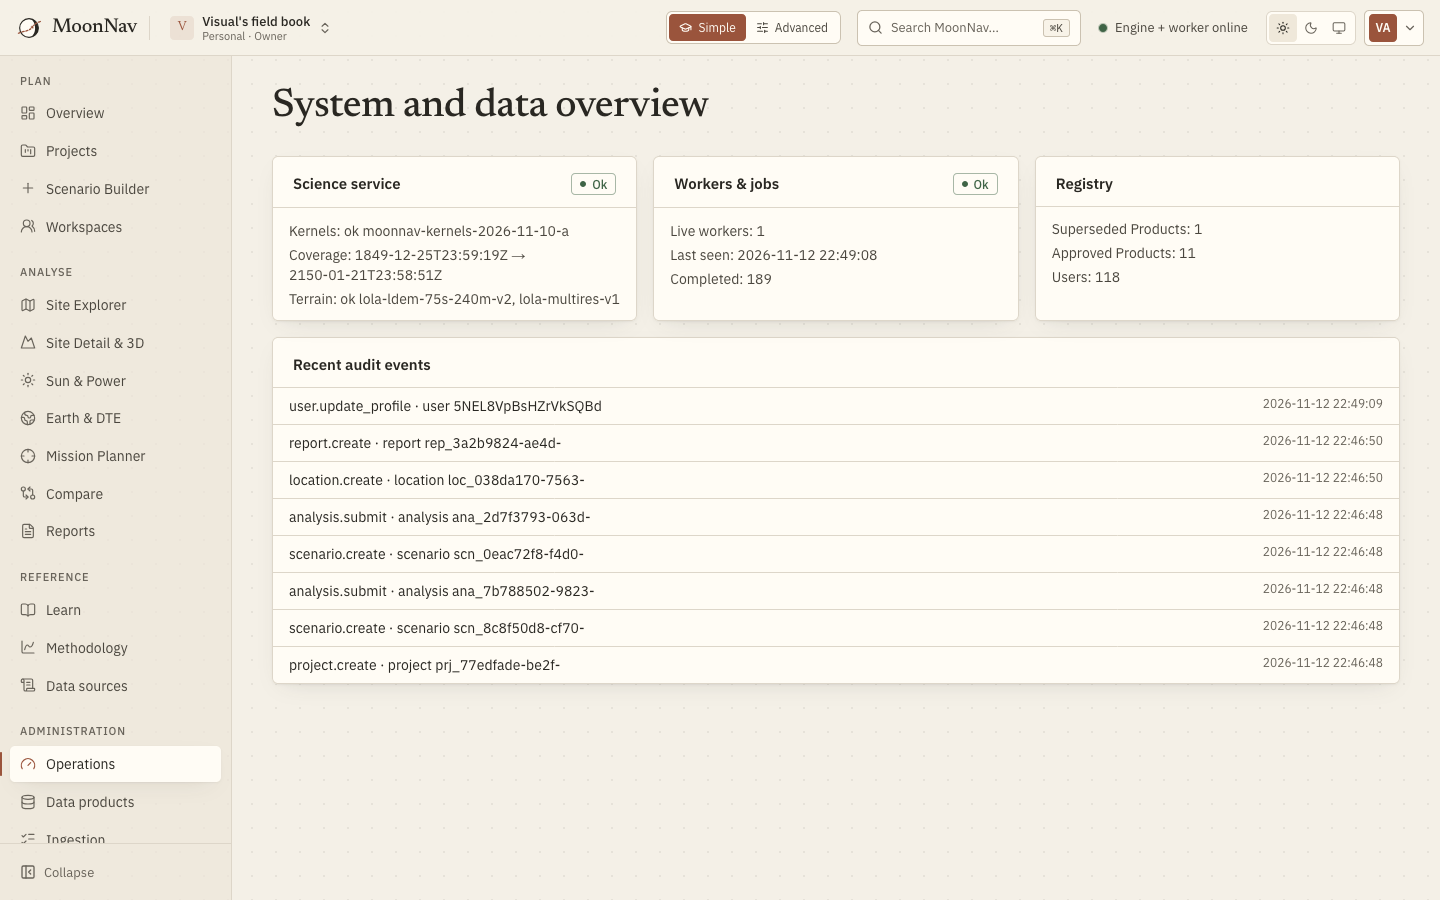 MoonNav
V
Visual's field book
Personal · Owner
Simple
Advanced
Search MoonNav...
⌘K
Engine + worker online
VA
PLAN
Overview
Projects
Scenario Builder
Workspaces
ANALYSE
Site Explorer
Site Detail & 3D
Sun & Power
Earth & DTE
Mission Planner
Compare
Reports
REFERENCE
Learn
Methodology
Data sources
ADMINISTRATION
Operations
Data products
Ingestion
Collapse
System and data overview
Science service
Ok
Kernels: ok moonnav-kernels-2026-11-10-a
Coverage: 1849-12-25T23:59:19Z →
2150-01-21T23:58:51Z
Terrain: ok lola-ldem-75s-240m-v2, lola-multires-v1
Workers & jobs
Ok
Live workers: 1
Last seen: 2026-11-12 22:49:08
Completed: 189
Registry
Superseded Products: 1
Approved Products: 11
Users: 118
Recent audit events
user.update_profile · user 5NEL8VpBsHZrVkSQBd 2026-11-12 22:49:09
report.create · report rep_3a2b9824-ae4d- 2026-11-12 22:46:50
location.create · location loc_038da170-7563- 2026-11-12 22:46:50
analysis.submit · analysis ana_2d7f3793-063d- 2026-11-12 22:46:48
scenario.create · scenario scn_0eac72f8-f4d0- 2026-11-12 22:46:48
analysis.submit · analysis ana_7b788502-9823- 2026-11-12 22:46:48
scenario.create · scenario scn_8c8f50d8-cf70- 2026-11-12 22:46:48
project.create · project prj_77edfade-be2f- 2026-11-12 22:46:48